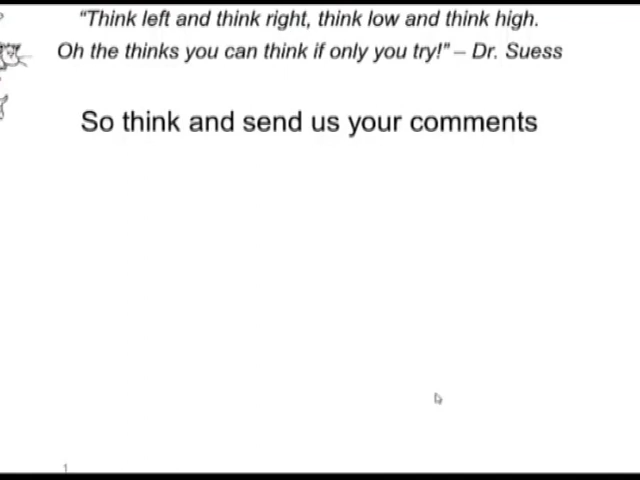 “Think left and think right, think low and think high.
Oh the thinks you can think if only you try!” – Dr. Suess
So think and send us your comments
1